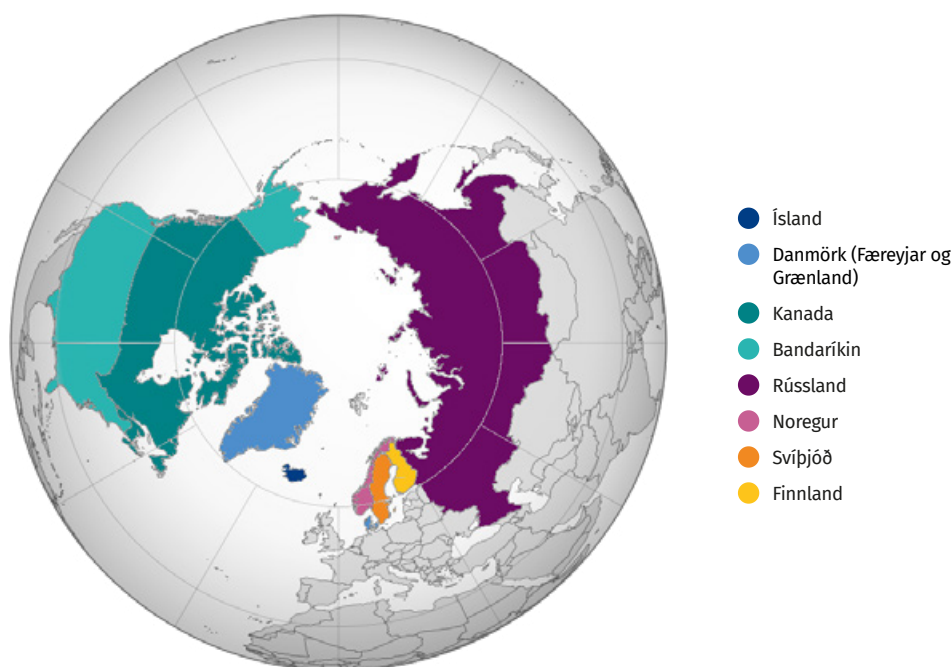 Ísland
Danmörk (Færeyjar og
Grænland)
Kanada
Bandaríkin
Rússland
Noregur
Svíþjóð
Finnland